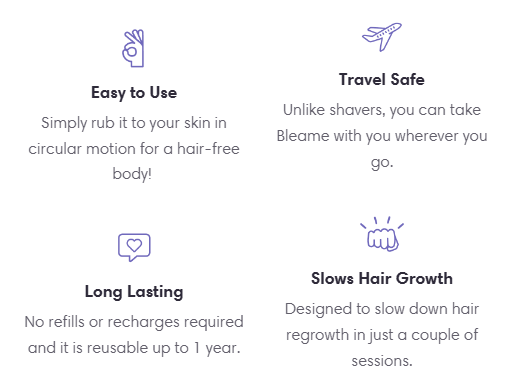 Easy to Use
Simply rub it to your skin in
circular motion for a hair-free
body!
Travel Safe
Unlike shavers, you can take
Bleame with you wherever you
go.
Long Lasting
No refills or recharges required
and it is reusable up to 1 year.
Slows Hair Growth
Designed to slow down hair
regrowth in just a couple of
sessions.